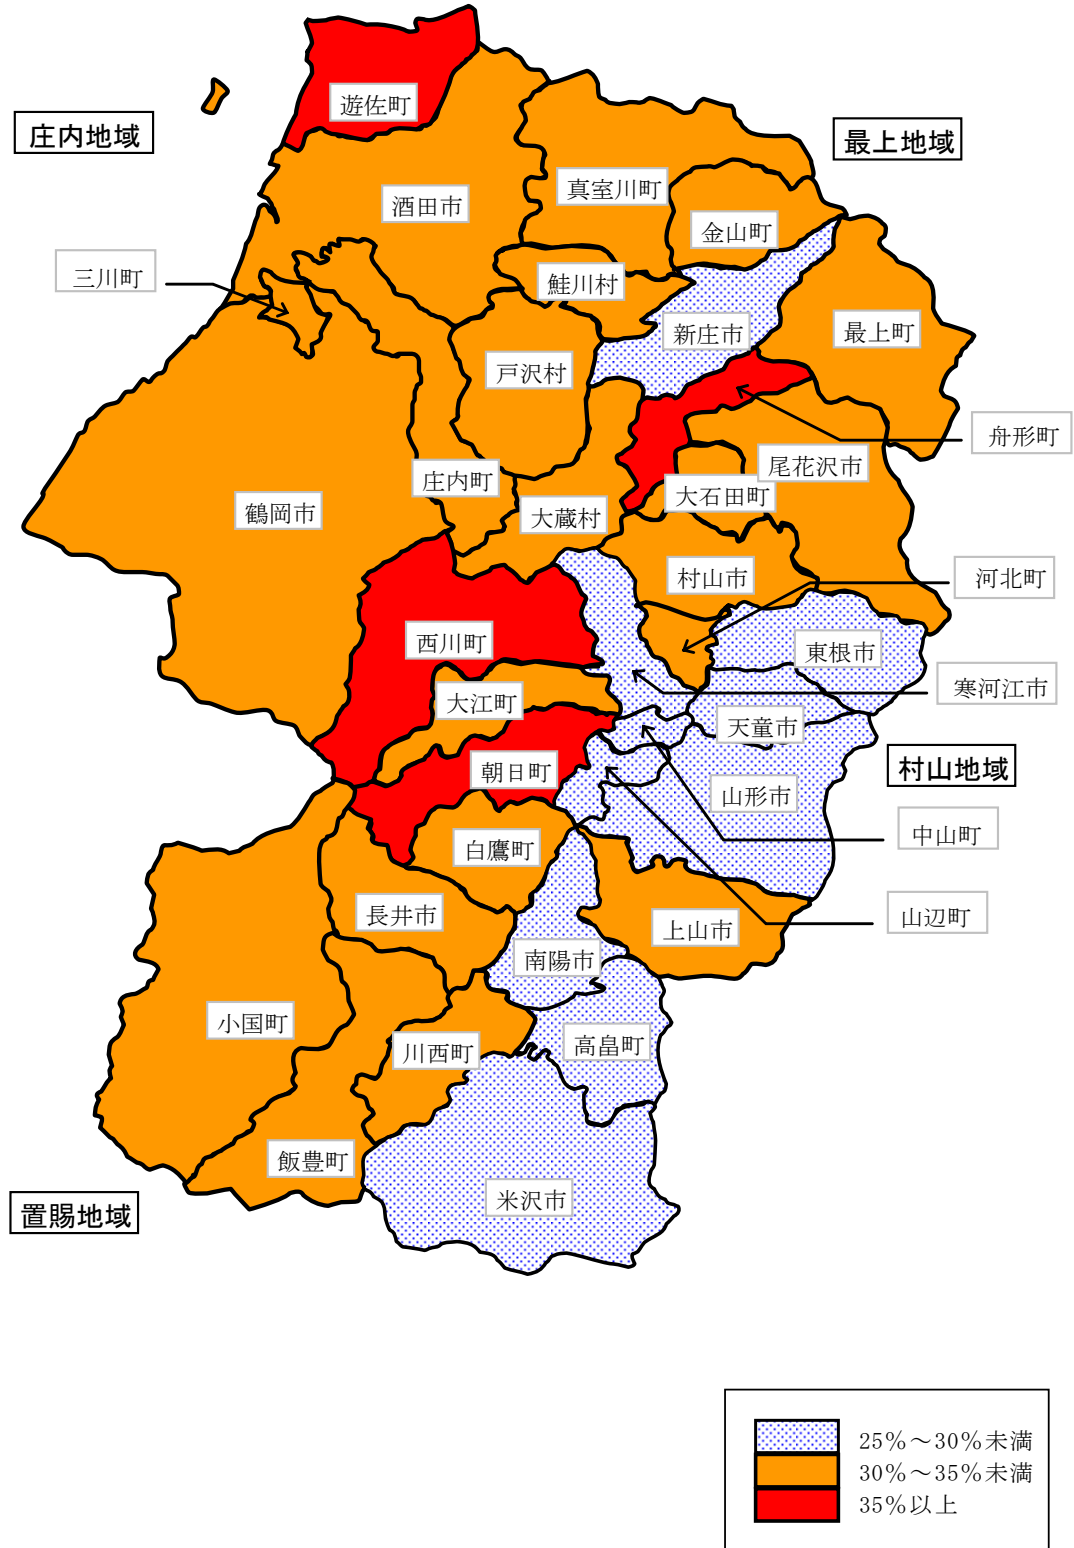 遊佐町
庄内地域
最上地域
酒田市
真室川町
金山町
三川町
鮭川村
新庄市
最上町
戸沢村
舟形町
尾花沢市
庄内町
大石田町
鶴岡市
大蔵村
村山市
河北町
西川町
東根市
寒河江市
大江町
天童市
朝日町
村山地域
山形市
中山町
白鷹町
長井市
山辺町
上山市
南陽市
小国町
高畠町
川西町
飯豊町
米沢市
置賜地域
25%～30%未満
30%～35%未満
35%以上